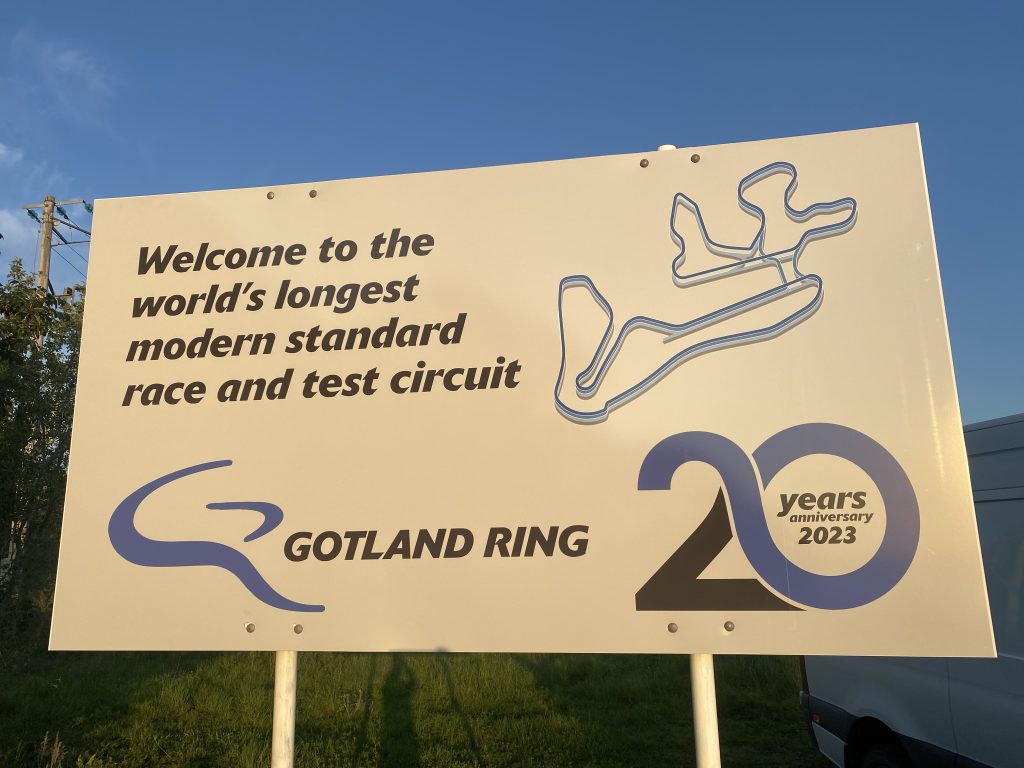 Welcome to the
world's longest
modern standard
race and test circuit
GOTLAND RING
20
years
anniversary
2023